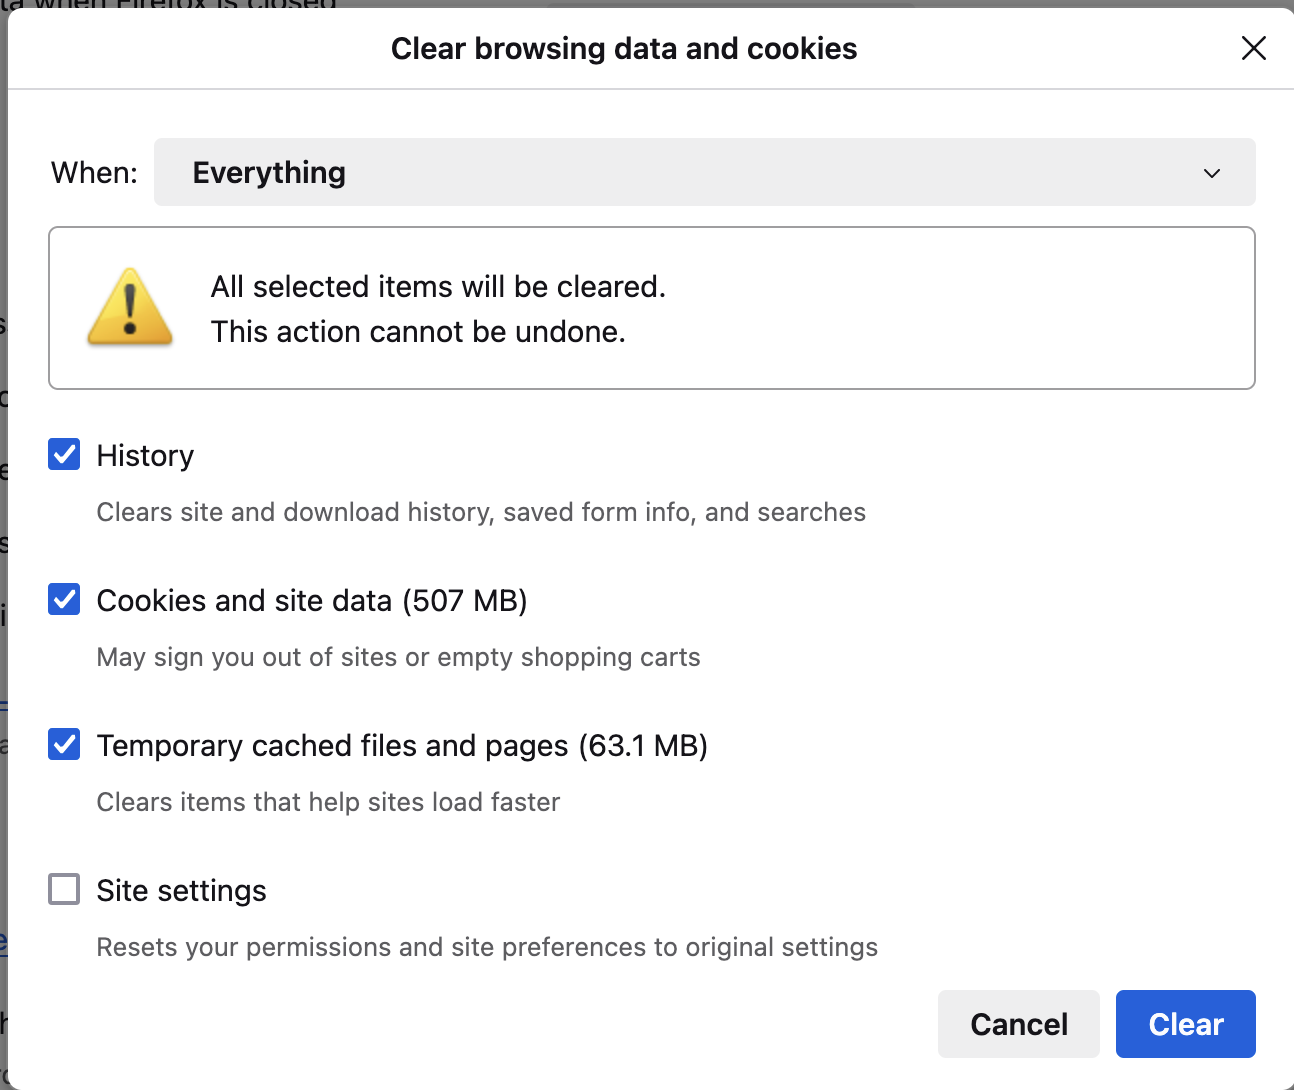 ta when Firefox is closed
Clear browsing data and cookies
When: Everything
All selected items will be cleared.
This action cannot be undone.
History
Clears site and download history, saved form info, and searches
Cookies and site data (507 MB)
May sign you out of sites or empty shopping carts
Temporary cached files and pages (63.1 MB)
Clears items that help sites load faster
Site settings
Resets your permissions and site preferences to original settings
Cancel Clear